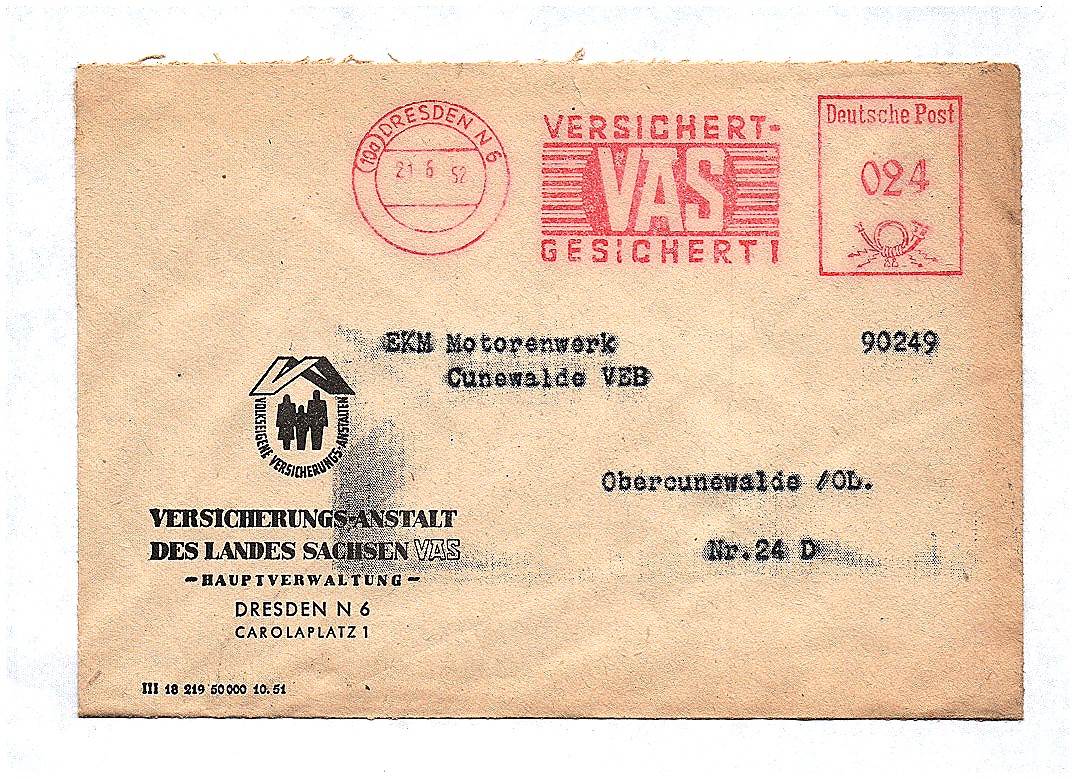 (10a) DRESDEN N 6
21 6 52
VERSICHERT-
VAS
GESICHERT!
Deutsche Post
024
EKM Motorenwerk 90249
Cunewalde VEB
Obercunewalde /OL.
Nr.24 D
VOLKSEIGENE VERSICHERUNGS-ANSTALTEN
VERSICHERUNGS-ANSTALT
DES LANDES SACHSEN VAS
-HAUPTVERWALTUNG-
DRESDEN N 6
CAROLAPLATZ 1
III 18 219 50000 10.51